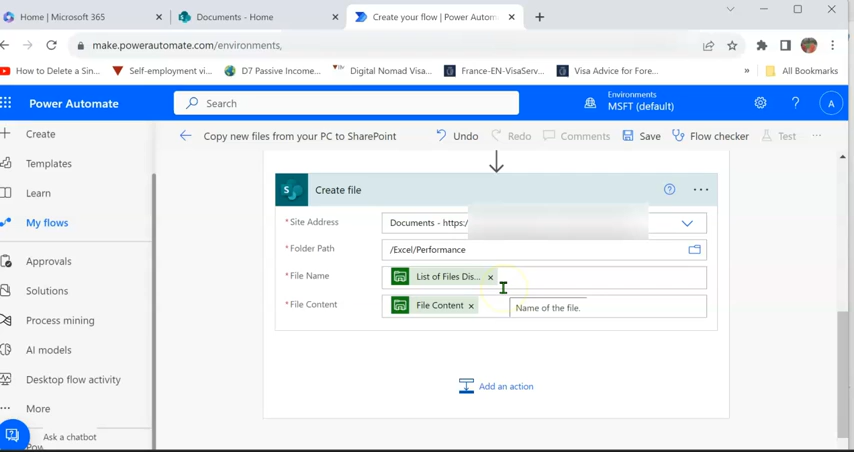 Home | Microsoft 365
Documents - Home
Create your flow | Power Autom
make.powerautomate.com/environments,
How to Delete a Sin...
Self-employment vi...
D7 Passive Income...
Digital Nomad Visa...
France-EN-VisaServ...
Visa Advice for Fore...
»
All Bookmarks
Power Automate
Search
Environments
MSFT (default)
?
A
Create
Templates
Learn
My flows
Approvals
Solutions
Process mining
AI models
Desktop flow activity
More
Ask a chatbot
Copy new files from your PC to SharePoint
Undo
Redo
Comments
Save
Flow checker
Test
...
Create file
* Site Address
Documents - https:/
* Folder Path
/Excel/Performance
* File Name
List of Files Dis...
* File Content
File Content
Name of the file.
Add an action